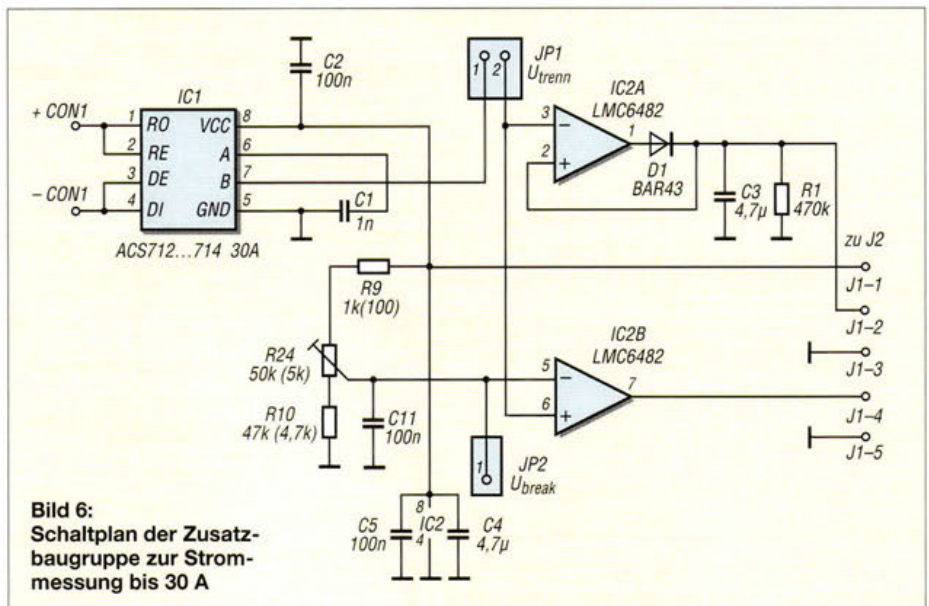 C2
100n
JP1
U trenn
1
2
IC1
+ CON1
– CON1
1
2
3
4
RO
RE
DE
DI
VCC
A
B
GND
8
6
7
5
C1
1n
ACS712...714 30A
IC2A
LMC6482
3
–
2
+
1
D1
BAR43
C3
4,7µ
R1
470k
zu J2
J1–1
J1–2
J1–3
J1–4
J1–5
R9
1k(100)
R24
50k (5k)
R10
47k (4,7k)
C11
100n
IC2B
LMC6482
5
–
6
+
7
1
JP2
U break
C5
100n
8
IC2
4
C4
4,7µ
Bild 6:
Schaltplan der Zusatz-
baugruppe zur Strom-
messung bis 30 A